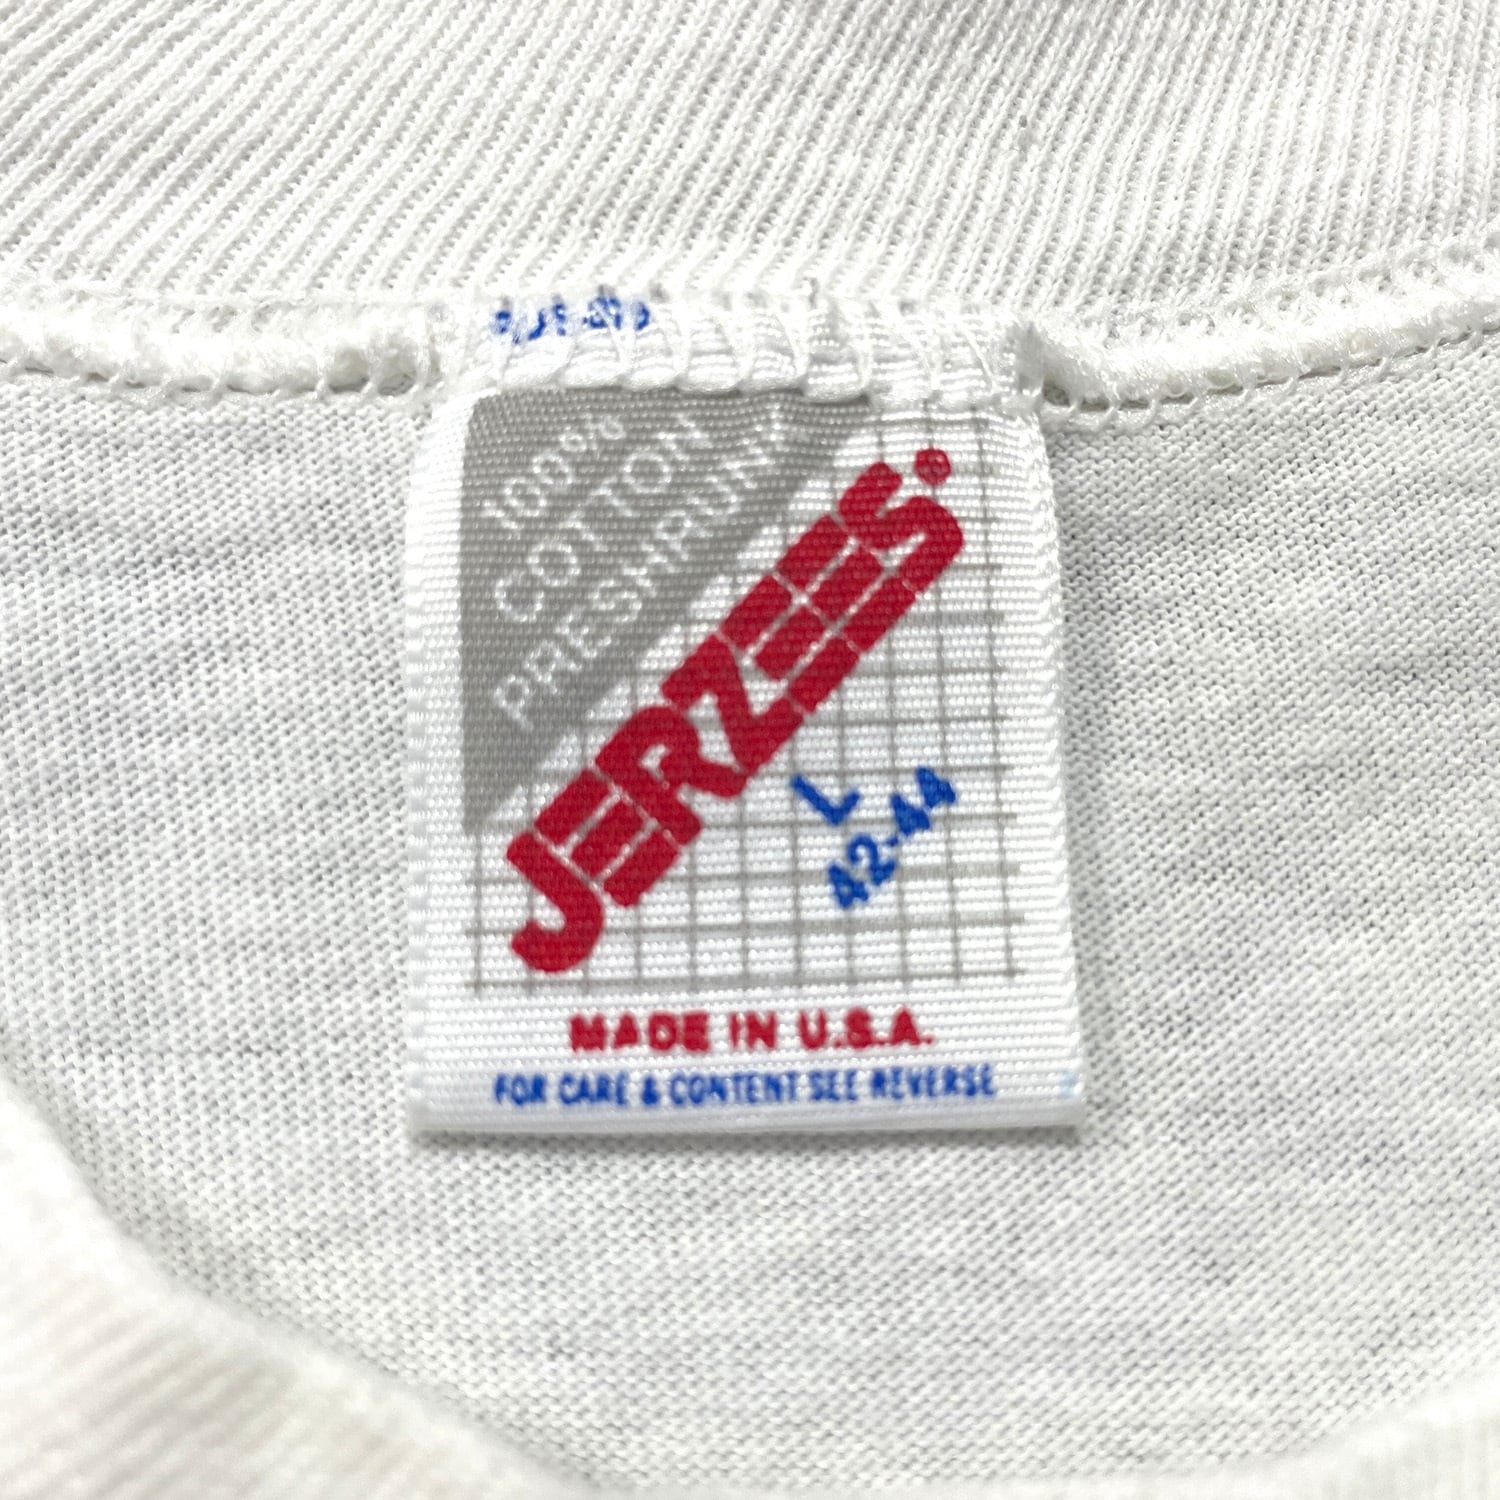 100%
COTTON
PRESHRUNK
JERZEES
L
42-44
MADE IN U.S.A.
FOR CARE & CONTENT SEE REVERSE